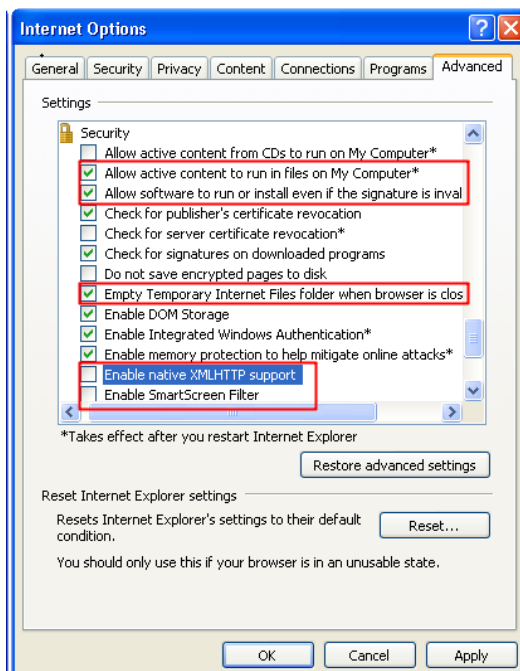 Internet Options
General Security Privacy Content Connections Programs Advanced
Settings
Security
Allow active content from CDs to run on My Computer*
Allow active content to run in files on My Computer*
Allow software to run or install even if the signature is inval
Check for publisher's certificate revocation
Check for server certificate revocation*
Check for signatures on downloaded programs
Do not save encrypted pages to disk
Empty Temporary Internet Files folder when browser is clos
Enable DOM Storage
Enable Integrated Windows Authentication*
Enable memory protection to help mitigate online attacks*
Enable native XMLHTTP support
Enable SmartScreen Filter
*Takes effect after you restart Internet Explorer
Restore advanced settings
Reset Internet Explorer settings
Resets Internet Explorer's settings to their default
condition.
Reset...
You should only use this if your browser is in an unusable state.
OK Cancel Apply